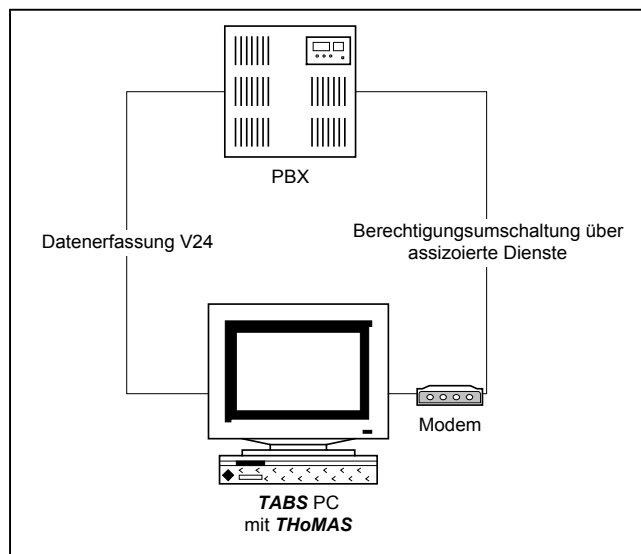 PBX
Datenerfassung V24
Berechtigungsumschaltung über
assizoierte Dienste
Modem
TABS PC
mit THoMAS